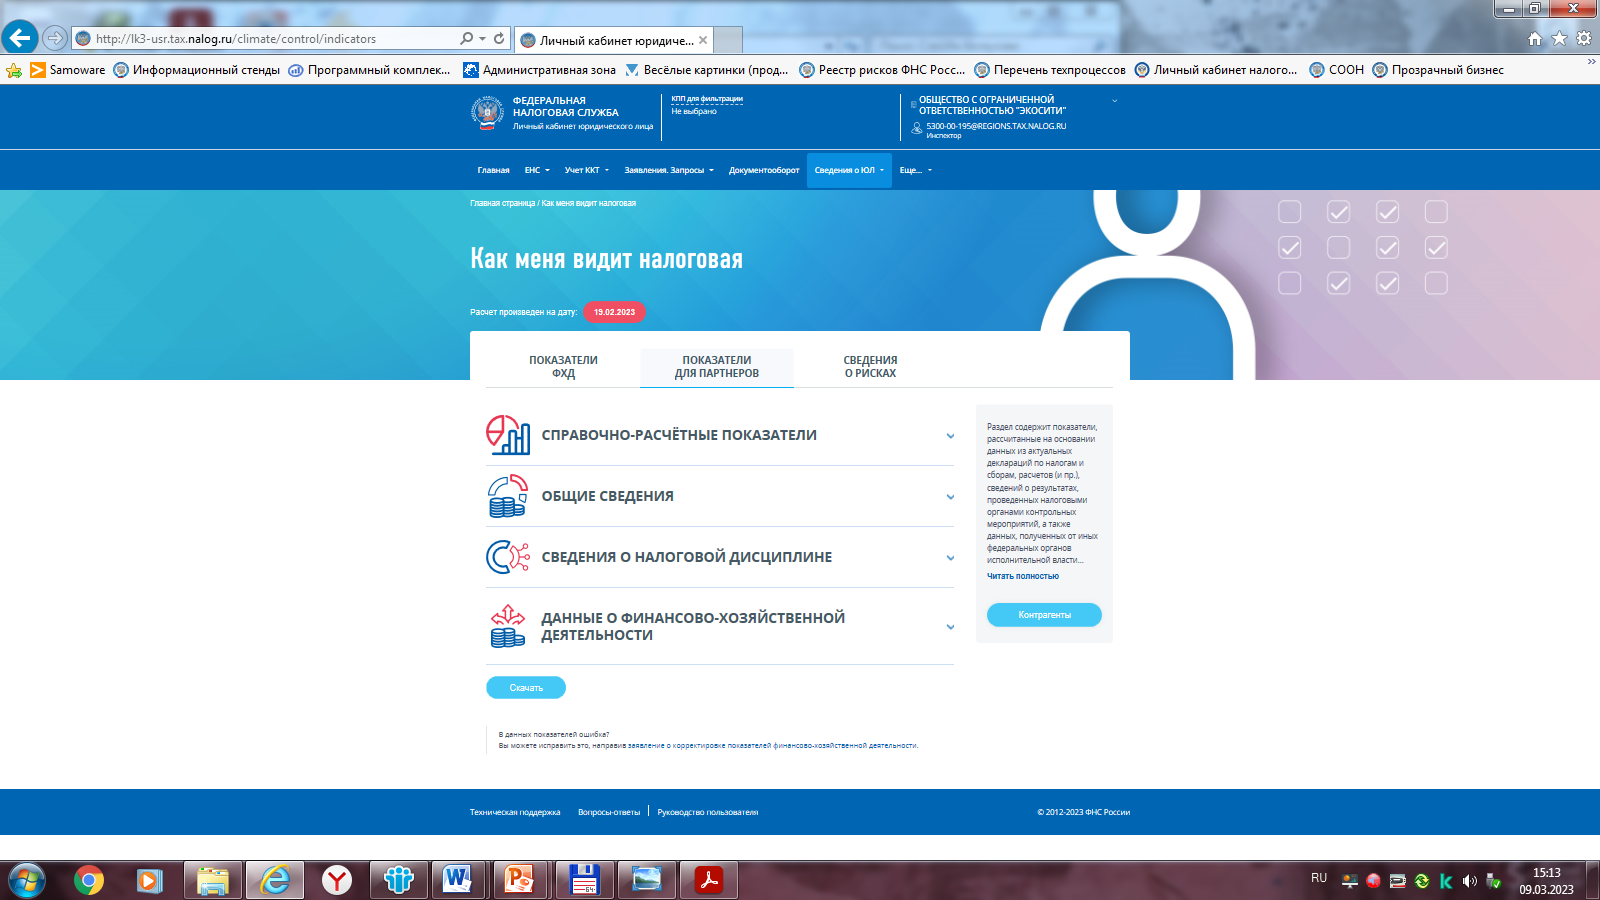 http://lk3-usr.tax.nalog.ru/climate/control/indicators
Личный кабинет юридиче...
Samoware
Информационный стенды
Программный комплек...
Административная зона
Весёлые картинки (прод...
Реестр рисков ФНС Росс...
Перечень техпроцессов
Личный кабинет налого...
СООН
Прозрачный бизнес
ФЕДЕРАЛЬНАЯ
НАЛОГОВАЯ СЛУЖБА
Личный кабинет юридического лица
КПП для фильтрации
Не выбрано
ОБЩЕСТВО С ОГРАНИЧЕННОЙ
ОТВЕТСТВЕННОСТЬЮ "ЭКОСИТИ"
5300-00-195@REGIONS.TAX.NALOG.RU
Инспектор
Главная
ЕНС
Учет ККТ
Заявления. Запросы
Документооборот
Сведения о ЮЛ
Еще...
Главная страница / Как меня видит налоговая
Как меня видит налоговая
Расчет произведен на дату: 19.02.2023
ПОКАЗАТЕЛИ
ФХД
ПОКАЗАТЕЛИ
ДЛЯ ПАРТНЕРОВ
СВЕДЕНИЯ
О РИСКАХ
СПРАВОЧНО-РАСЧЁТНЫЕ ПОКАЗАТЕЛИ
ОБЩИЕ СВЕДЕНИЯ
СВЕДЕНИЯ О НАЛОГОВОЙ ДИСЦИПЛИНЕ
ДАННЫЕ О ФИНАНСОВО-ХОЗЯЙСТВЕННОЙ
ДЕЯТЕЛЬНОСТИ
Скачать
Раздел содержит показатели,
рассчитанные на основании
данных из актуальных
деклараций по налогам и
сборам, расчетов (и пр.),
сведений о результатах,
проведенных налоговыми
органами контрольных
мероприятий, а также
данных, полученных от иных
федеральных органов
исполнительной власти...
Читать полностью
Контрагенты
В данных показателей ошибка?
Вы можете исправить это, направив заявление о корректировке показателей финансово-хозяйственной деятельности.
Техническая поддержка
Вопросы-ответы
Руководство пользователя
© 2012-2023 ФНС России
RU
15:13
09.03.2023